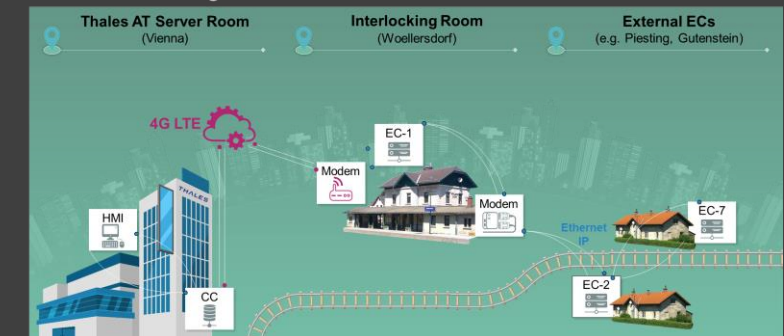 Thales AT Server Room
(Vienna)
Interlocking Room
(Woellersdorf)
External ECs
(e.g. Piesting, Gutenstein)
4G LTE
EC-1
Modem
THALES
HMI
Modem
EC-7
Ethernet
IP
EC-2
CC